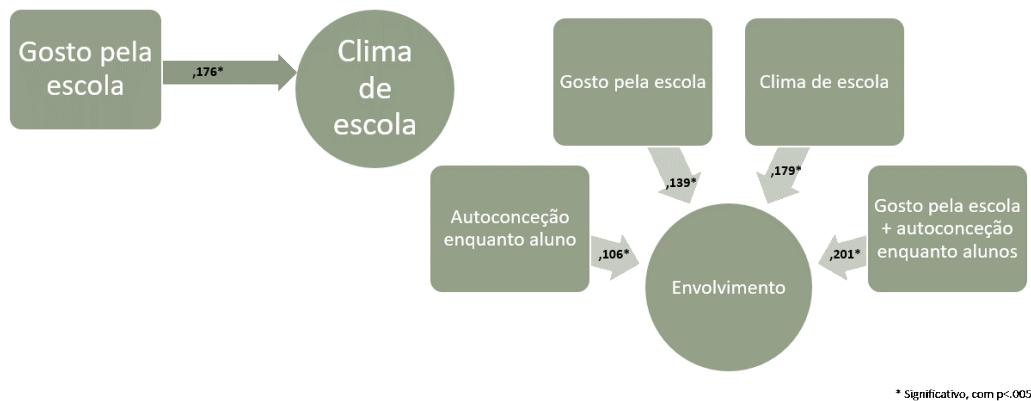 Gosto pela
escola
,176*
Clima
de
escola
Gosto pela escola
Clima de escola
,139*
,179*
Autoconceção
enquanto aluno
,106*
Gosto pela escola
+ autoconceção
enquanto alunos
,201*
Envolvimento
* Significativo, com p<.005